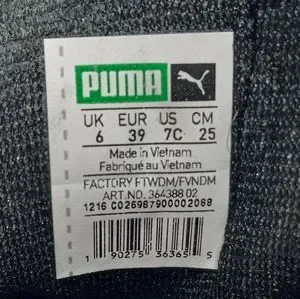 PUMA
UK EUR US CM
6 39 7C 25
Made in Vietnam
Fabriqué au Vietnam
FACTORY FTWDM/FVNDM
ART.NO. 364388 02
1216 C026987900002088
1 90275 36365 5